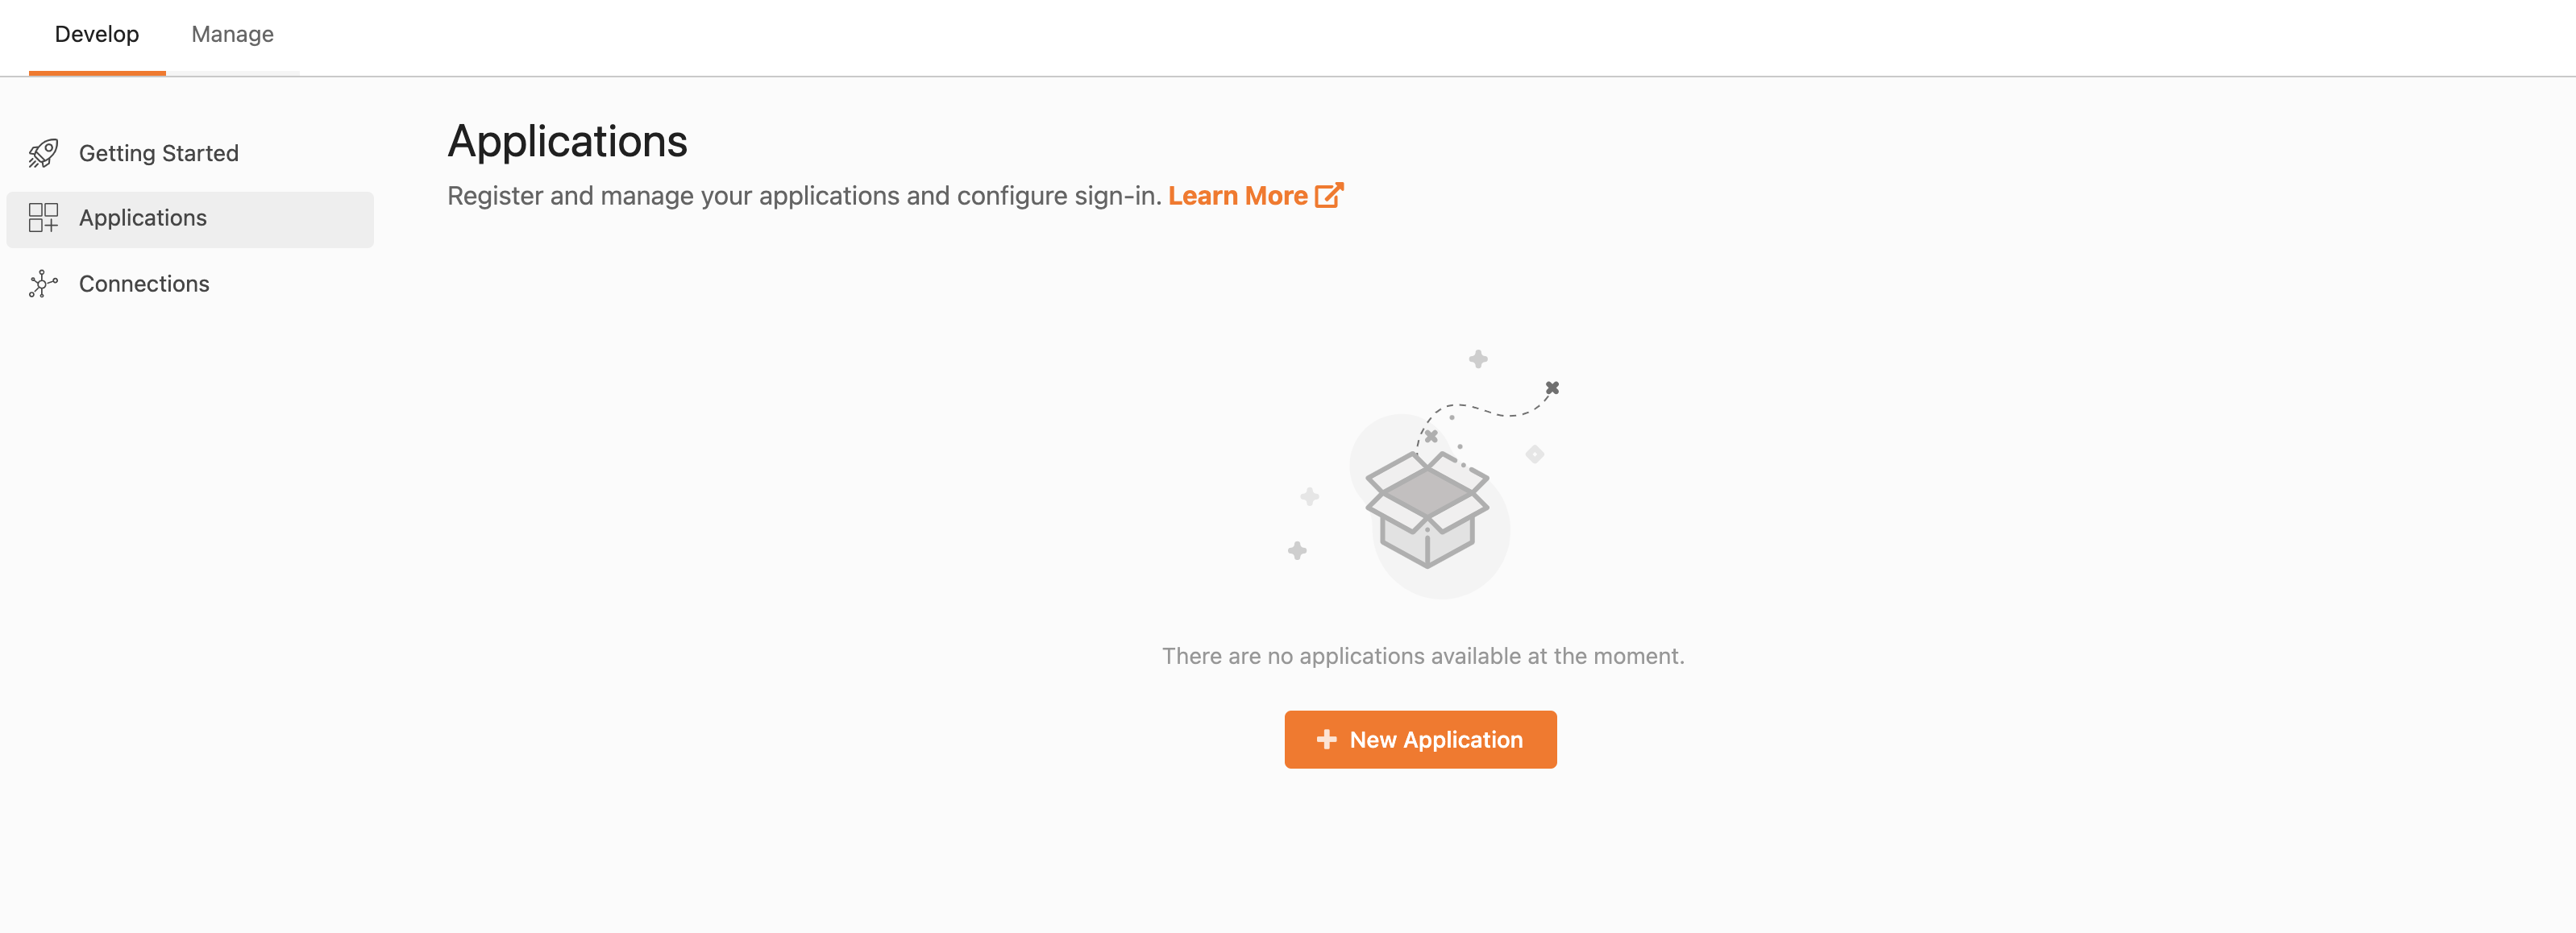 Develop Manage
Getting Started
Applications
Connections
Applications
Register and manage your applications and configure sign-in. Learn More
There are no applications available at the moment.
New Application